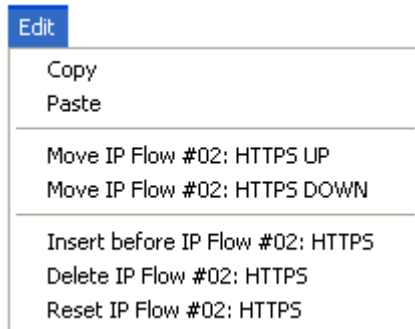 Edit
Copy
Paste
Move IP Flow #02: HTTPS UP
Move IP Flow #02: HTTPS DOWN
Insert before IP Flow #02: HTTPS
Delete IP Flow #02: HTTPS
Reset IP Flow #02: HTTPS